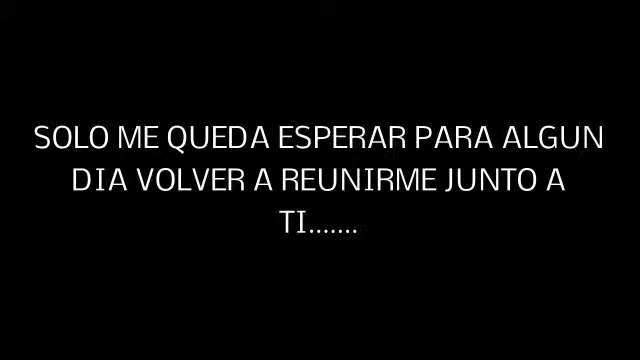 SOLO ME QUEDA ESPERAR PARA ALGUN
DIA VOLVER A REUNIRME JUNTO A
TI.......